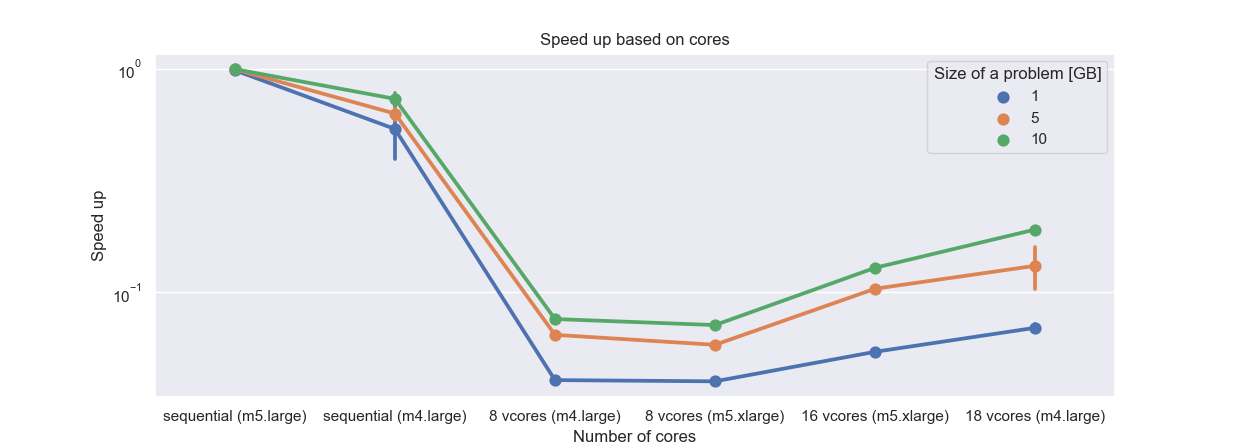 Speed up based on cores
Size of a problem [GB]
1
5
10
10⁰
10⁻¹
Speed up
sequential (m5.large) sequential (m4.large) 8 vcores (m4.large) 8 vcores (m5.xlarge) 16 vcores (m5.xlarge) 18 vcores (m4.large)
Number of cores